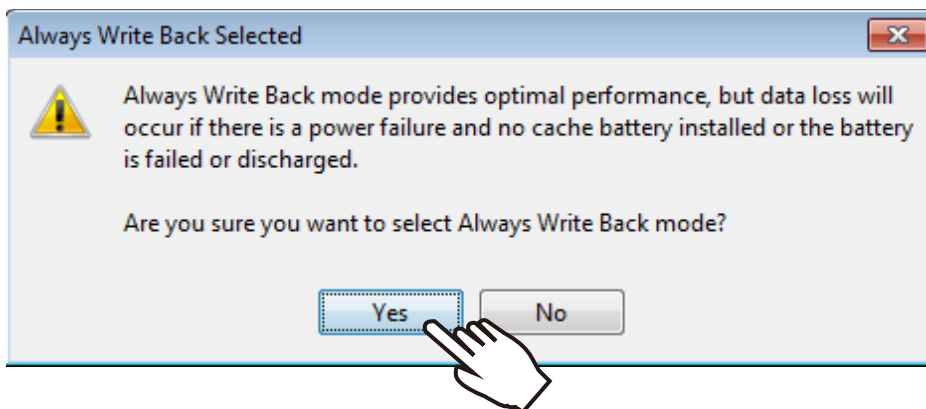 Always Write Back Selected
Always Write Back mode provides optimal performance, but data loss will
occur if there is a power failure and no cache battery installed or the battery
is failed or discharged.
Are you sure you want to select Always Write Back mode?
Yes No